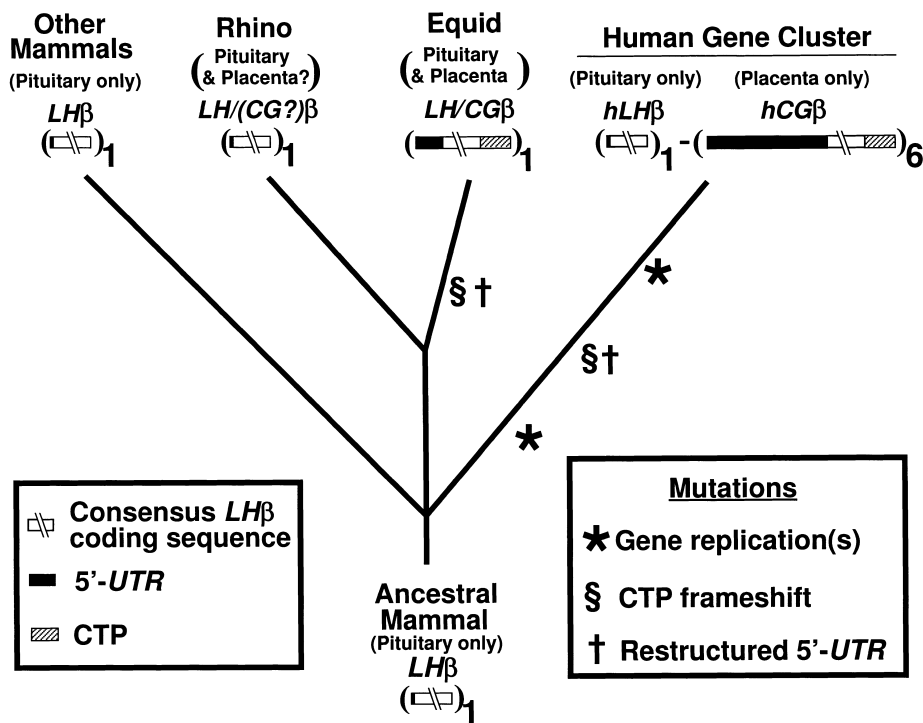 Other
Mammals
(Pituitary only)
LHβ
( )1
Rhino
(Pituitary
& Placenta?)
LH/(CG?)β
( )1
Equid
(Pituitary
& Placenta)
LH/CGβ
( )1
Human Gene Cluster
(Pituitary only)
hLHβ
( )1
(Placenta only)
hCGβ
-( )6
§ †
*
§†
*
Consensus LHβ
coding sequence
5'-UTR
CTP
Ancestral
Mammal
(Pituitary only)
LHβ
( )1
Mutations
* Gene replication(s)
§ CTP frameshift
† Restructured 5'-UTR